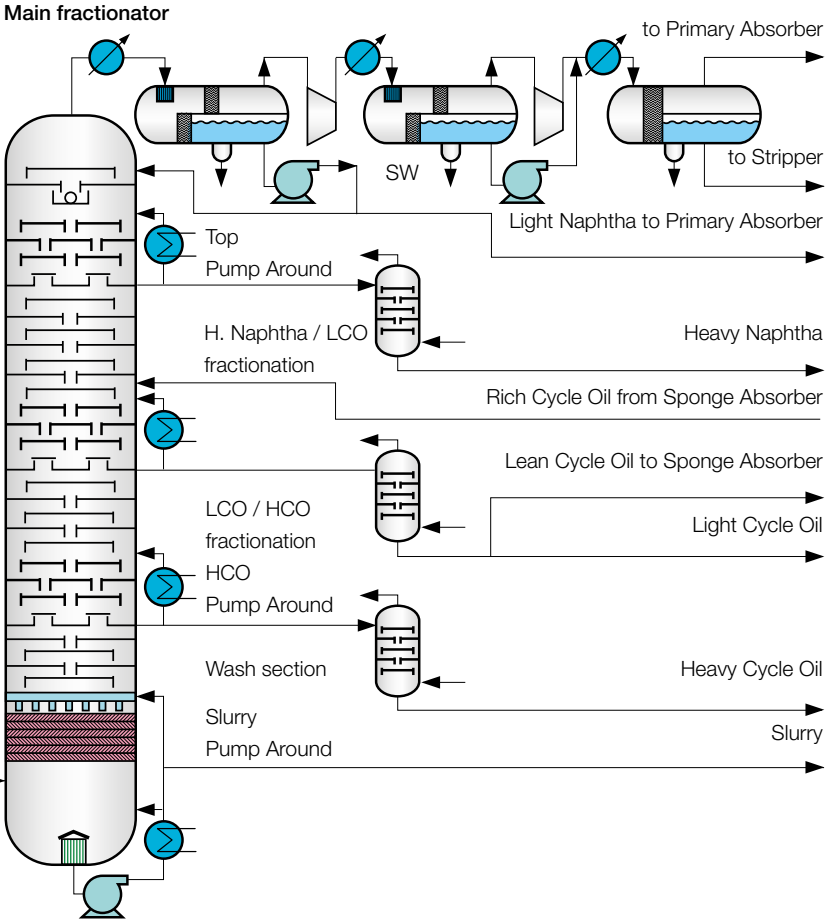 Main fractionator
to Primary Absorber
SW
to Stripper
Light Naphtha to Primary Absorber
Top
Pump Around
H. Naphtha / LCO
fractionation
Heavy Naphtha
Rich Cycle Oil from Sponge Absorber
Lean Cycle Oil to Sponge Absorber
LCO / HCO
fractionation
Light Cycle Oil
HCO
Pump Around
Wash section
Heavy Cycle Oil
Slurry
Pump Around
Slurry